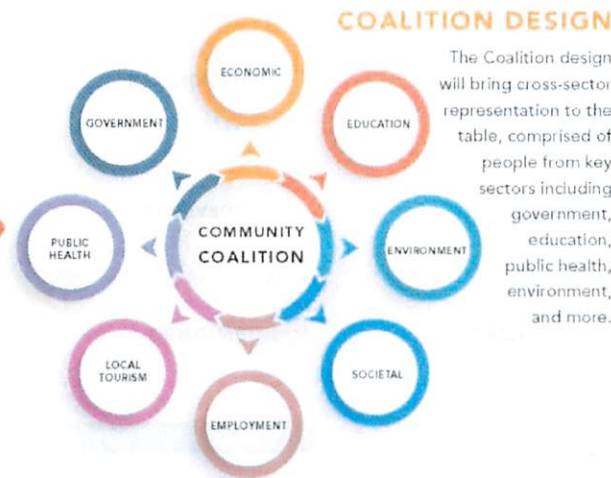 COALITION DESIGN
The Coalition design
will bring cross-sector
representation to the
table, comprised of
people from key
sectors including
government,
education,
public health,
environment,
and more.
ECONOMIC
EDUCATION
ENVIRONMENT
SOCIETAL
EMPLOYMENT
LOCAL
TOURISM
PUBLIC
HEALTH
GOVERNMENT
COMMUNITY
COALITION